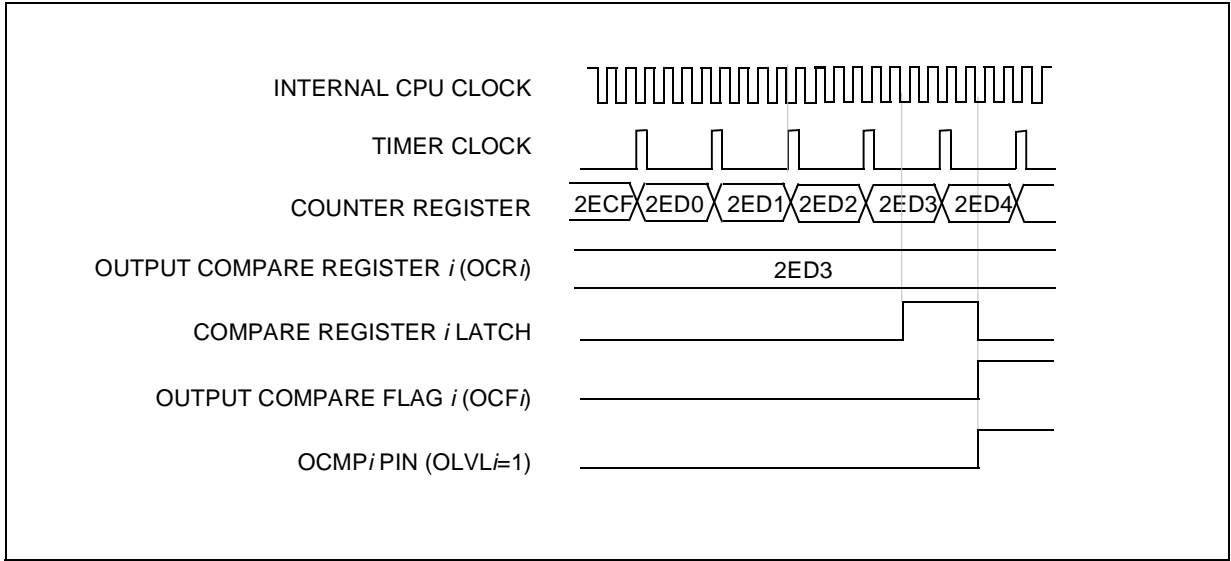 INTERNAL CPU CLOCK
TIMER CLOCK
COUNTER REGISTER 2ECF 2ED0 2ED1 2ED2 2ED3 2ED4
OUTPUT COMPARE REGISTER i (OCRi) 2ED3
COMPARE REGISTER i LATCH
OUTPUT COMPARE FLAG i (OCFi)
OCMPi PIN (OLVLi=1)